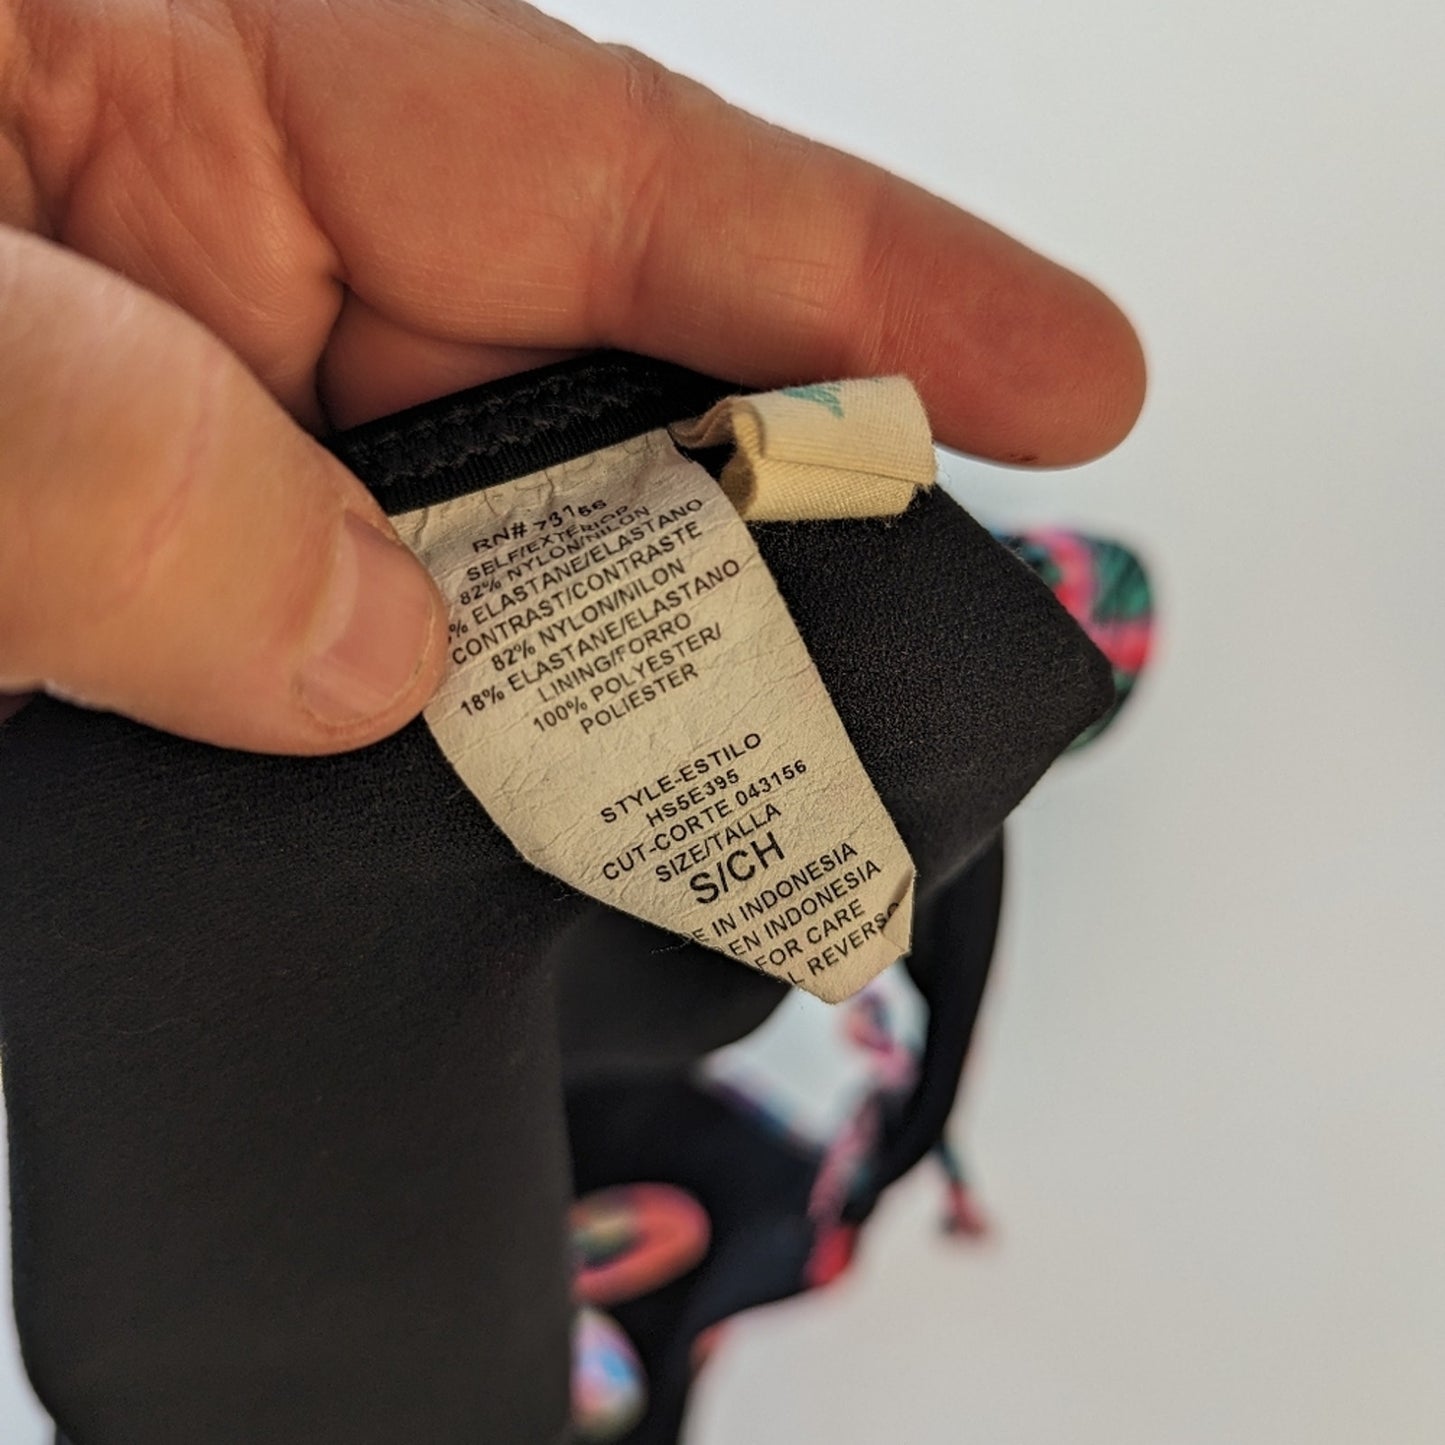 RN# 73166
SELF/EXTERIOR
82% NYLON/NILON
% ELASTANE/ELASTANO
CONTRAST/CONTRASTE
82% NYLON/NILON
18% ELASTANE/ELASTANO
LINING/FORRO
100% POLYESTER/
POLIESTER
STYLE-ESTILO
HS5E395
CUT-CORTE 043156
SIZE/TALLA
S/CH
E IN INDONESIA
EN INDONESIA
FOR CARE
L REVERSO